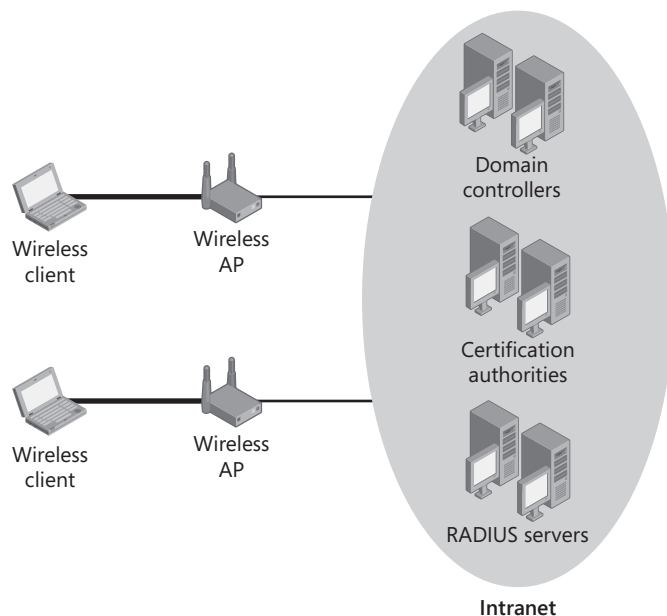 Domain
controllers
Wireless
client
Wireless
AP
Certification
authorities
Wireless
client
Wireless
AP
RADIUS servers
Intranet